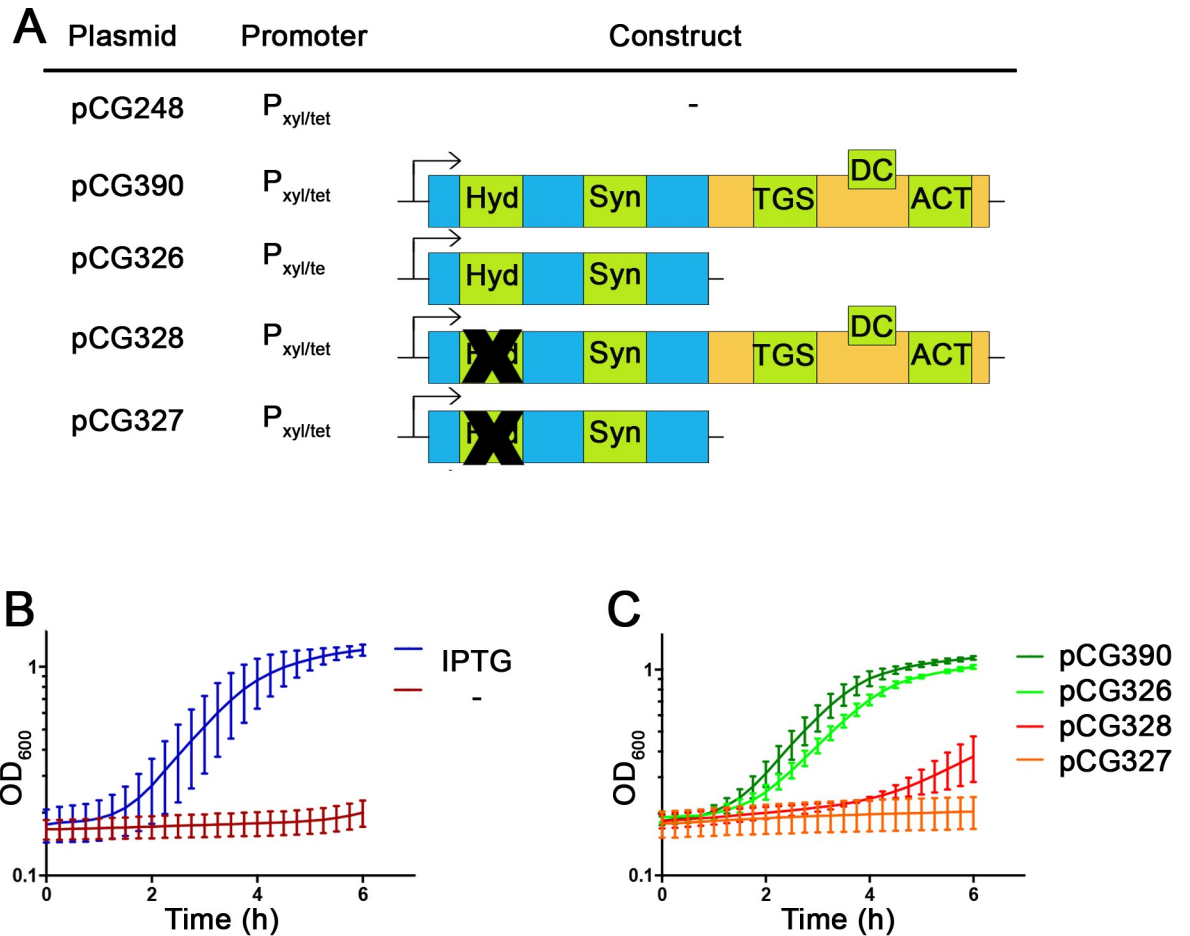 A Plasmid Promoter Construct
pCG248 Pxyl/tet -
pCG390 Pxyl/tet Hyd Syn TGS DC ACT
pCG326 Pxyl/te Hyd Syn
pCG328 Pxyl/tet Syn TGS DC ACT
pCG327 Pxyl/tet Syn
B
OD600
1
0.1
0 2 4 6
Time (h)
IPTG
-
C
OD600
1
0.1
0 2 4 6
Time (h)
pCG390
pCG326
pCG328
pCG327